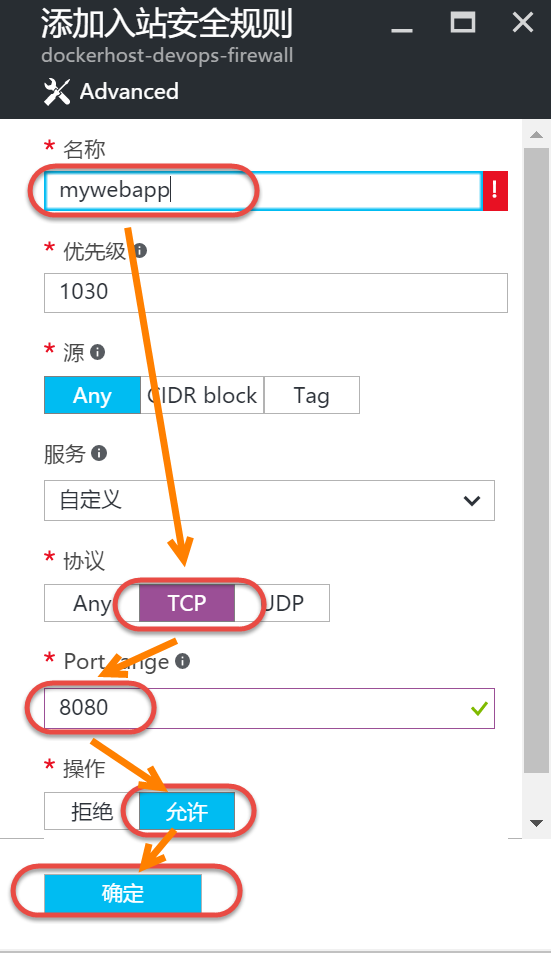 添加入站安全规则
dockerhost-devops-firewall
Advanced
* 名称
mywebapp
!
* 优先级
1030
* 源
Any CIDR block Tag
服务
自定义
* 协议
Any TCP UDP
* Port range
8080
* 操作
拒绝 允许
确定